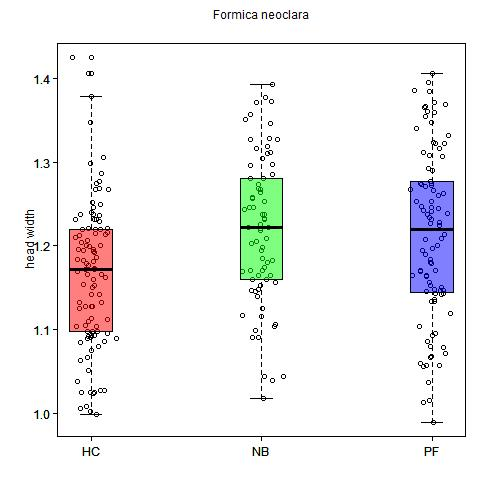 Formica neoclara
1.4
1.3
1.2
head width
1.1
1.0
HC NB PF